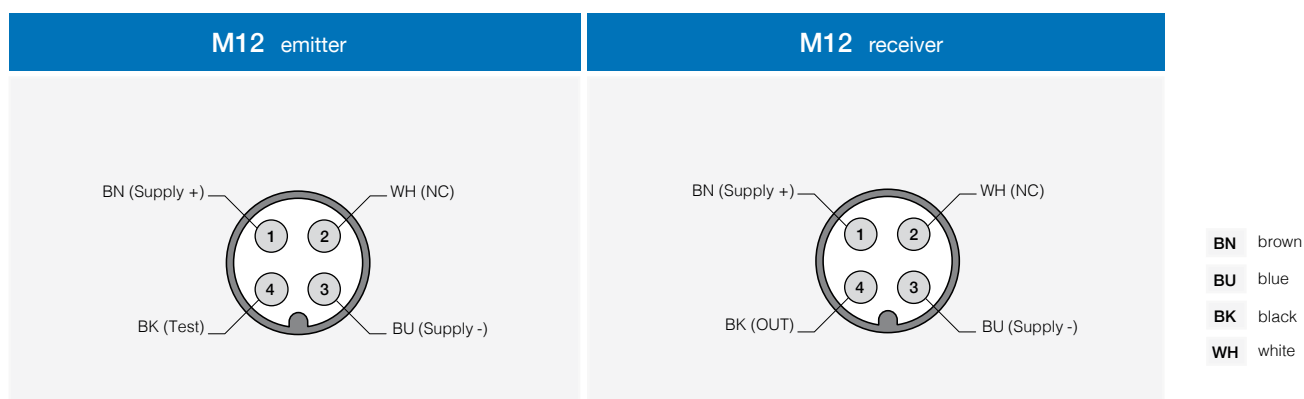 M12 emitter
M12 receiver
BN (Supply +)
WH (NC)
1
2
4
3
BK (Test)
BU (Supply -)
BN (Supply +)
WH (NC)
1
2
4
3
BK (OUT)
BU (Supply -)
BN brown
BU blue
BK black
WH white